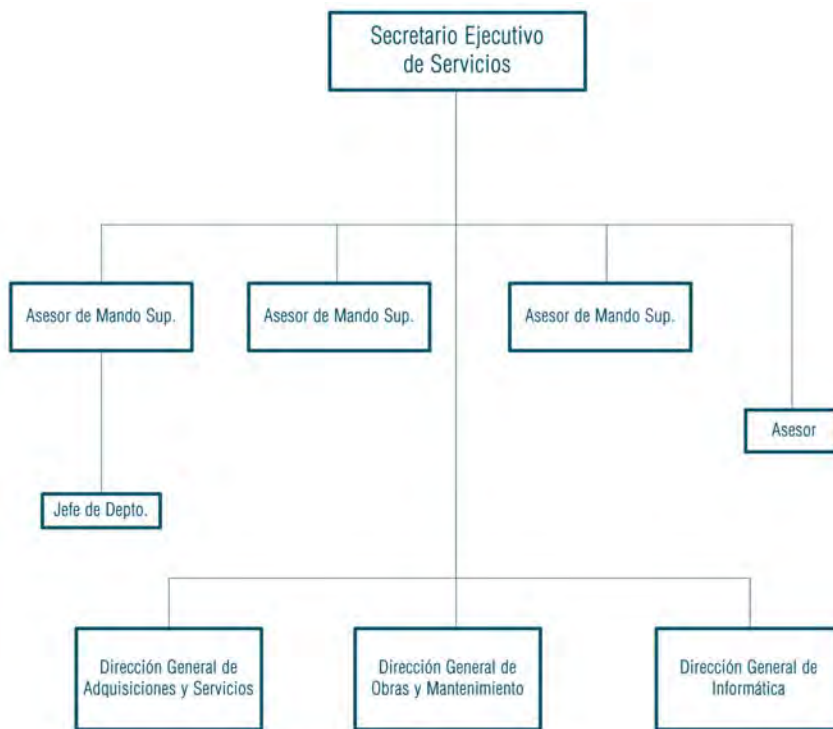 Secretario Ejecutivo
de Servicios
Asesor de Mando Sup.
Asesor de Mando Sup.
Asesor de Mando Sup.
Asesor
Jefe de Depto.
Dirección General de
Adquisiciones y Servicios
Dirección General de
Obras y Mantenimiento
Dirección General de
Informática